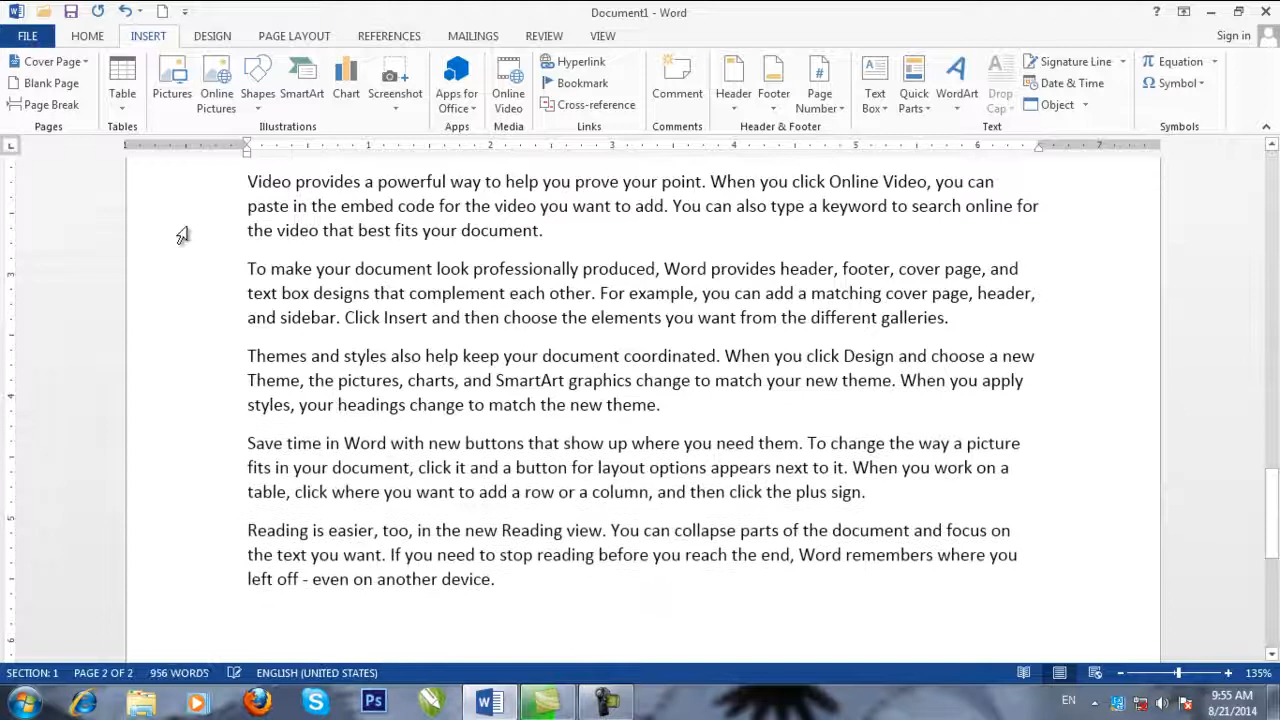 Document1 - Word
?
FILE HOME INSERT DESIGN PAGE LAYOUT REFERENCES MAILINGS REVIEW VIEW Sign in
Cover Page
Blank Page
Page Break
Pages
Table
Tables
Pictures
Online Pictures
Shapes
SmartArt
Chart
Screenshot
Illustrations
Apps for Office
Apps
Online Video
Media
Hyperlink
Bookmark
Cross-reference
Links
Comment
Comments
Header
Footer
Page Number
Header & Footer
Text Box
Quick Parts
WordArt
Drop Cap
Signature Line
Date & Time
Object
Text
Equation
Symbol
Symbols
1 1 2 3 4 5 6 7
Video provides a powerful way to help you prove your point. When you click Online Video, you can
paste in the embed code for the video you want to add. You can also type a keyword to search online for
the video that best fits your document.
To make your document look professionally produced, Word provides header, footer, cover page, and
text box designs that complement each other. For example, you can add a matching cover page, header,
and sidebar. Click Insert and then choose the elements you want from the different galleries.
Themes and styles also help keep your document coordinated. When you click Design and choose a new
Theme, the pictures, charts, and SmartArt graphics change to match your new theme. When you apply
styles, your headings change to match the new theme.
Save time in Word with new buttons that show up where you need them. To change the way a picture
fits in your document, click it and a button for layout options appears next to it. When you work on a
table, click where you want to add a row or a column, and then click the plus sign.
Reading is easier, too, in the new Reading view. You can collapse parts of the document and focus on
the text you want. If you need to stop reading before you reach the end, Word remembers where you
left off - even on another device.
3
4
5
6
SECTION: 1 PAGE 2 OF 2 956 WORDS ENGLISH (UNITED STATES) 135%
Ps
EN
9:55 AM
8/21/2014